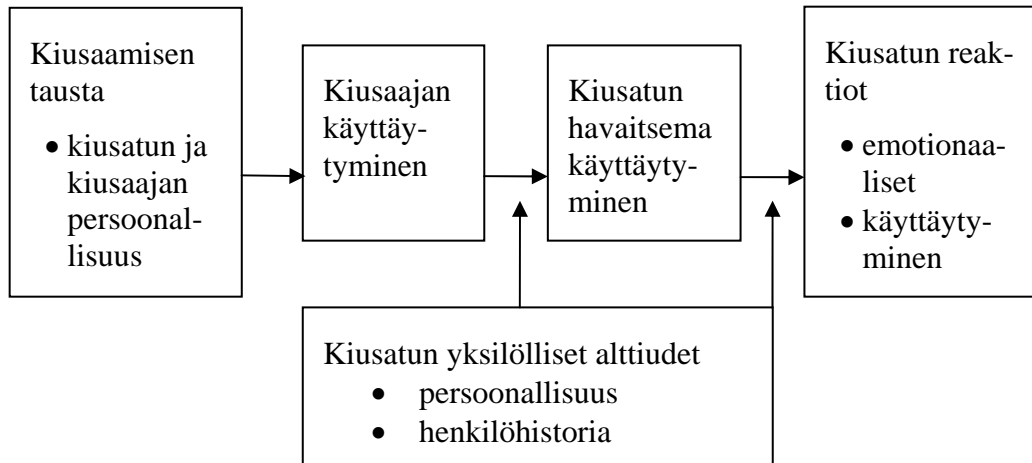 Kiusaamisen
tausta
• kiusatun ja
kiusaajan
persoonal-
lisuus
Kiusaajan
käyttäy-
tyminen
Kiusatun
havaitsema
käyttäyty-
minen
Kiusatun reak-
tiot
• emotionaa-
liset
• käyttäyty-
minen
Kiusatun yksilölliset alttiudet
• persoonallisuus
• henkilöhistoria